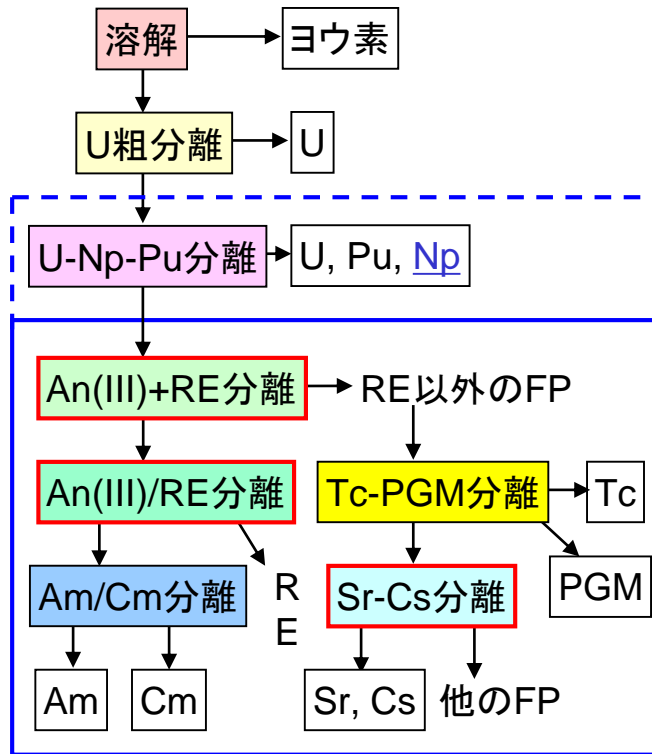 溶解
ヨウ素
U粗分離
U
U-Np-Pu分離
U, Pu, Np
An(III)+RE分離
RE以外のFP
An(III)/RE分離
Tc-PGM分離
Tc
Am/Cm分離
R
E
Sr-Cs分離
PGM
Am
Cm
Sr, Cs
他のFP